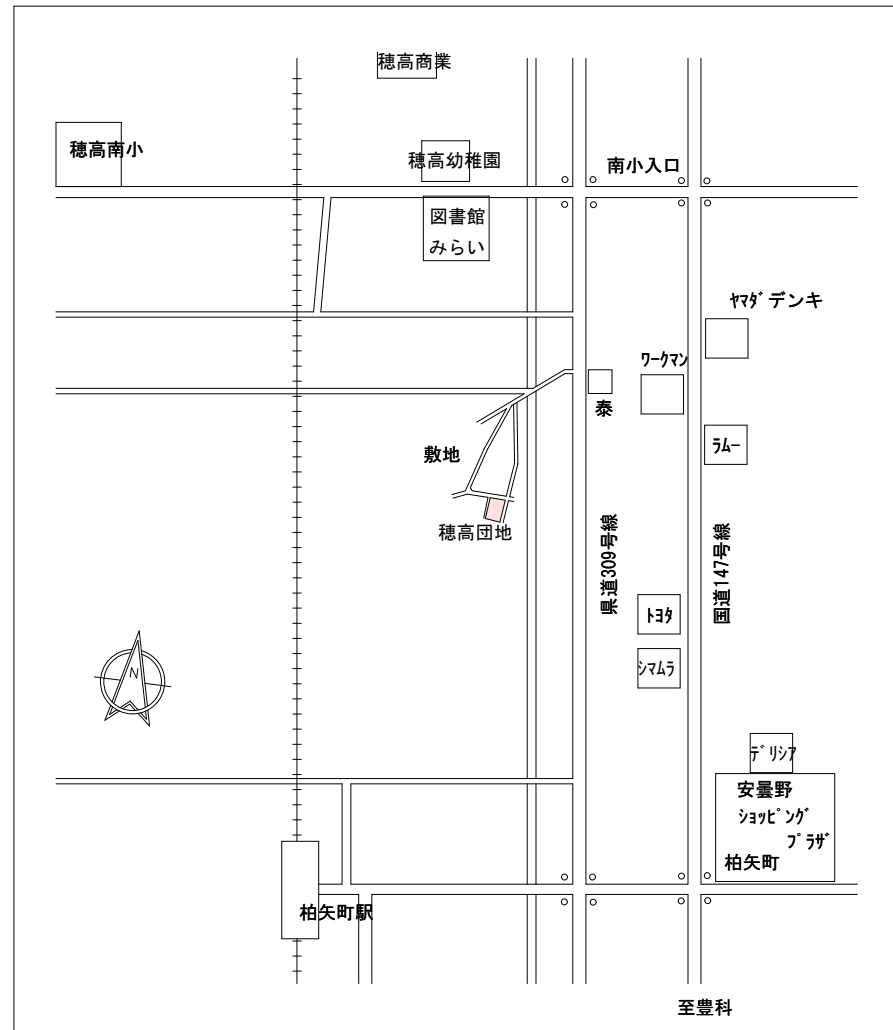 穂高商業
穂高南小
穂高幼稚園
南小入口
図書館
みらい
ﾔﾏﾀﾞデンキ
ﾜｰｸﾏﾝ
泰
ﾗﾑｰ
敷地
穂高団地
県道309号線
国道147号線
ﾄﾖﾀ
ｼﾏﾑﾗ
N
ﾃﾞﾘｼｱ
安曇野
ｼｮｯﾋﾟﾝｸﾞ
ﾌﾟﾗｻﾞ
柏矢町
柏矢町駅
至豊科